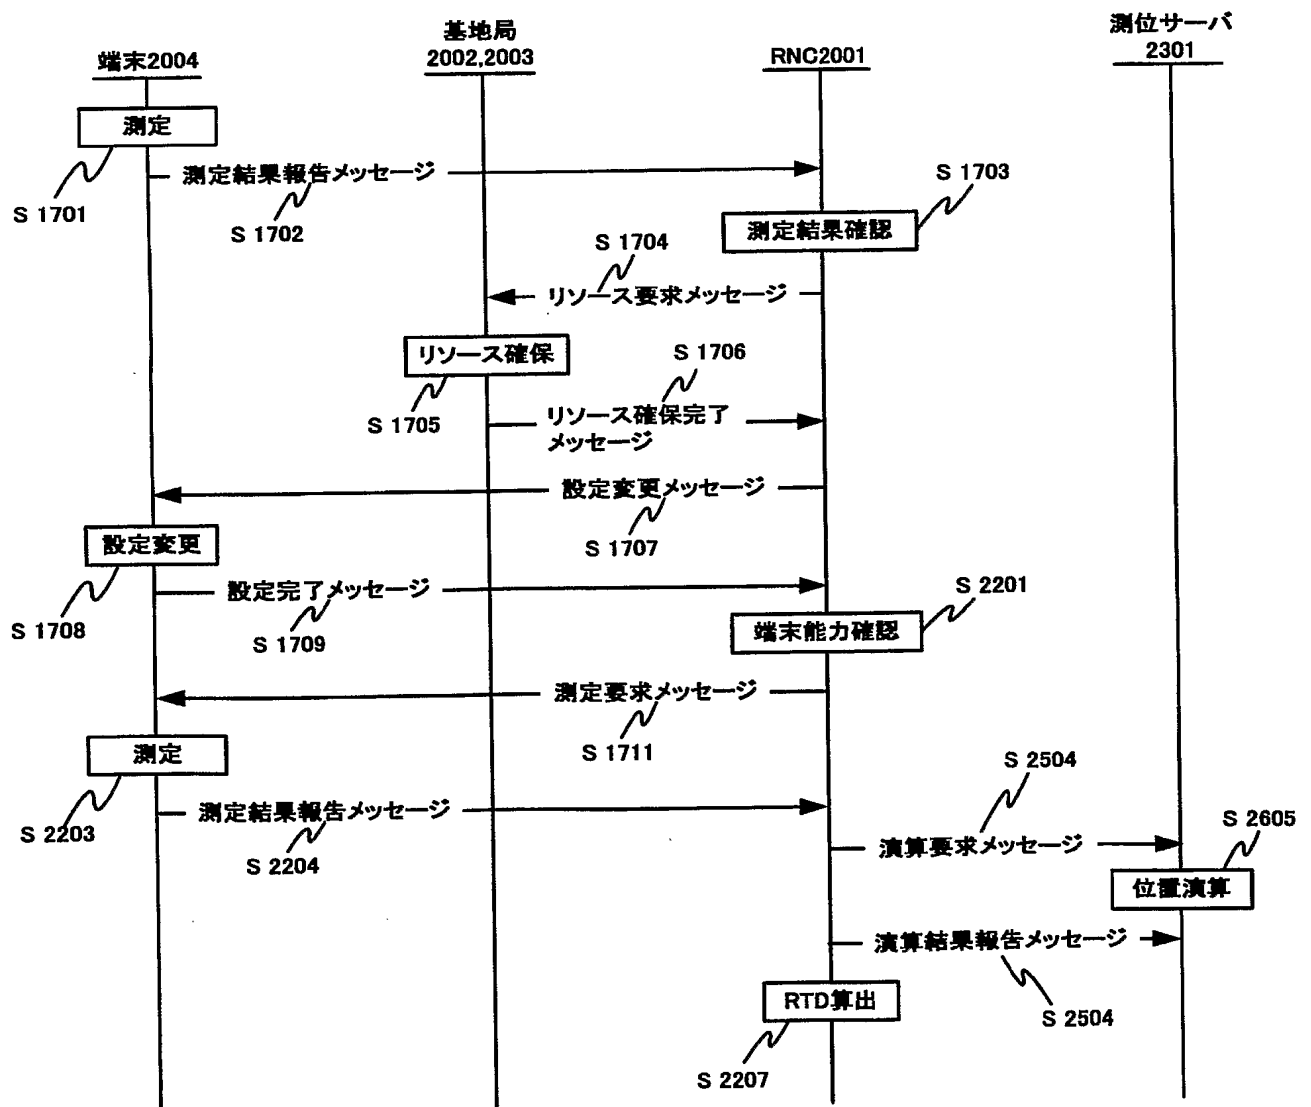 端末2004
基地局
2002,2003
RNC2001
測位サーバ
2301
測定
S 1701
測定結果報告メッセージ
S 1702
S 1703
測定結果確認
S 1704
リソース要求メッセージ
リソース確保
S 1705
S 1706
リソース確保完了
メッセージ
設定変更メッセージ
S 1707
設定変更
S 1708
設定完了メッセージ
S 1709
S 2201
端末能力確認
測定要求メッセージ
S 1711
測定
S 2203
測定結果報告メッセージ
S 2204
S 2504
演算要求メッセージ
S 2605
位置演算
演算結果報告メッセージ
S 2504
RTD算出
S 2207